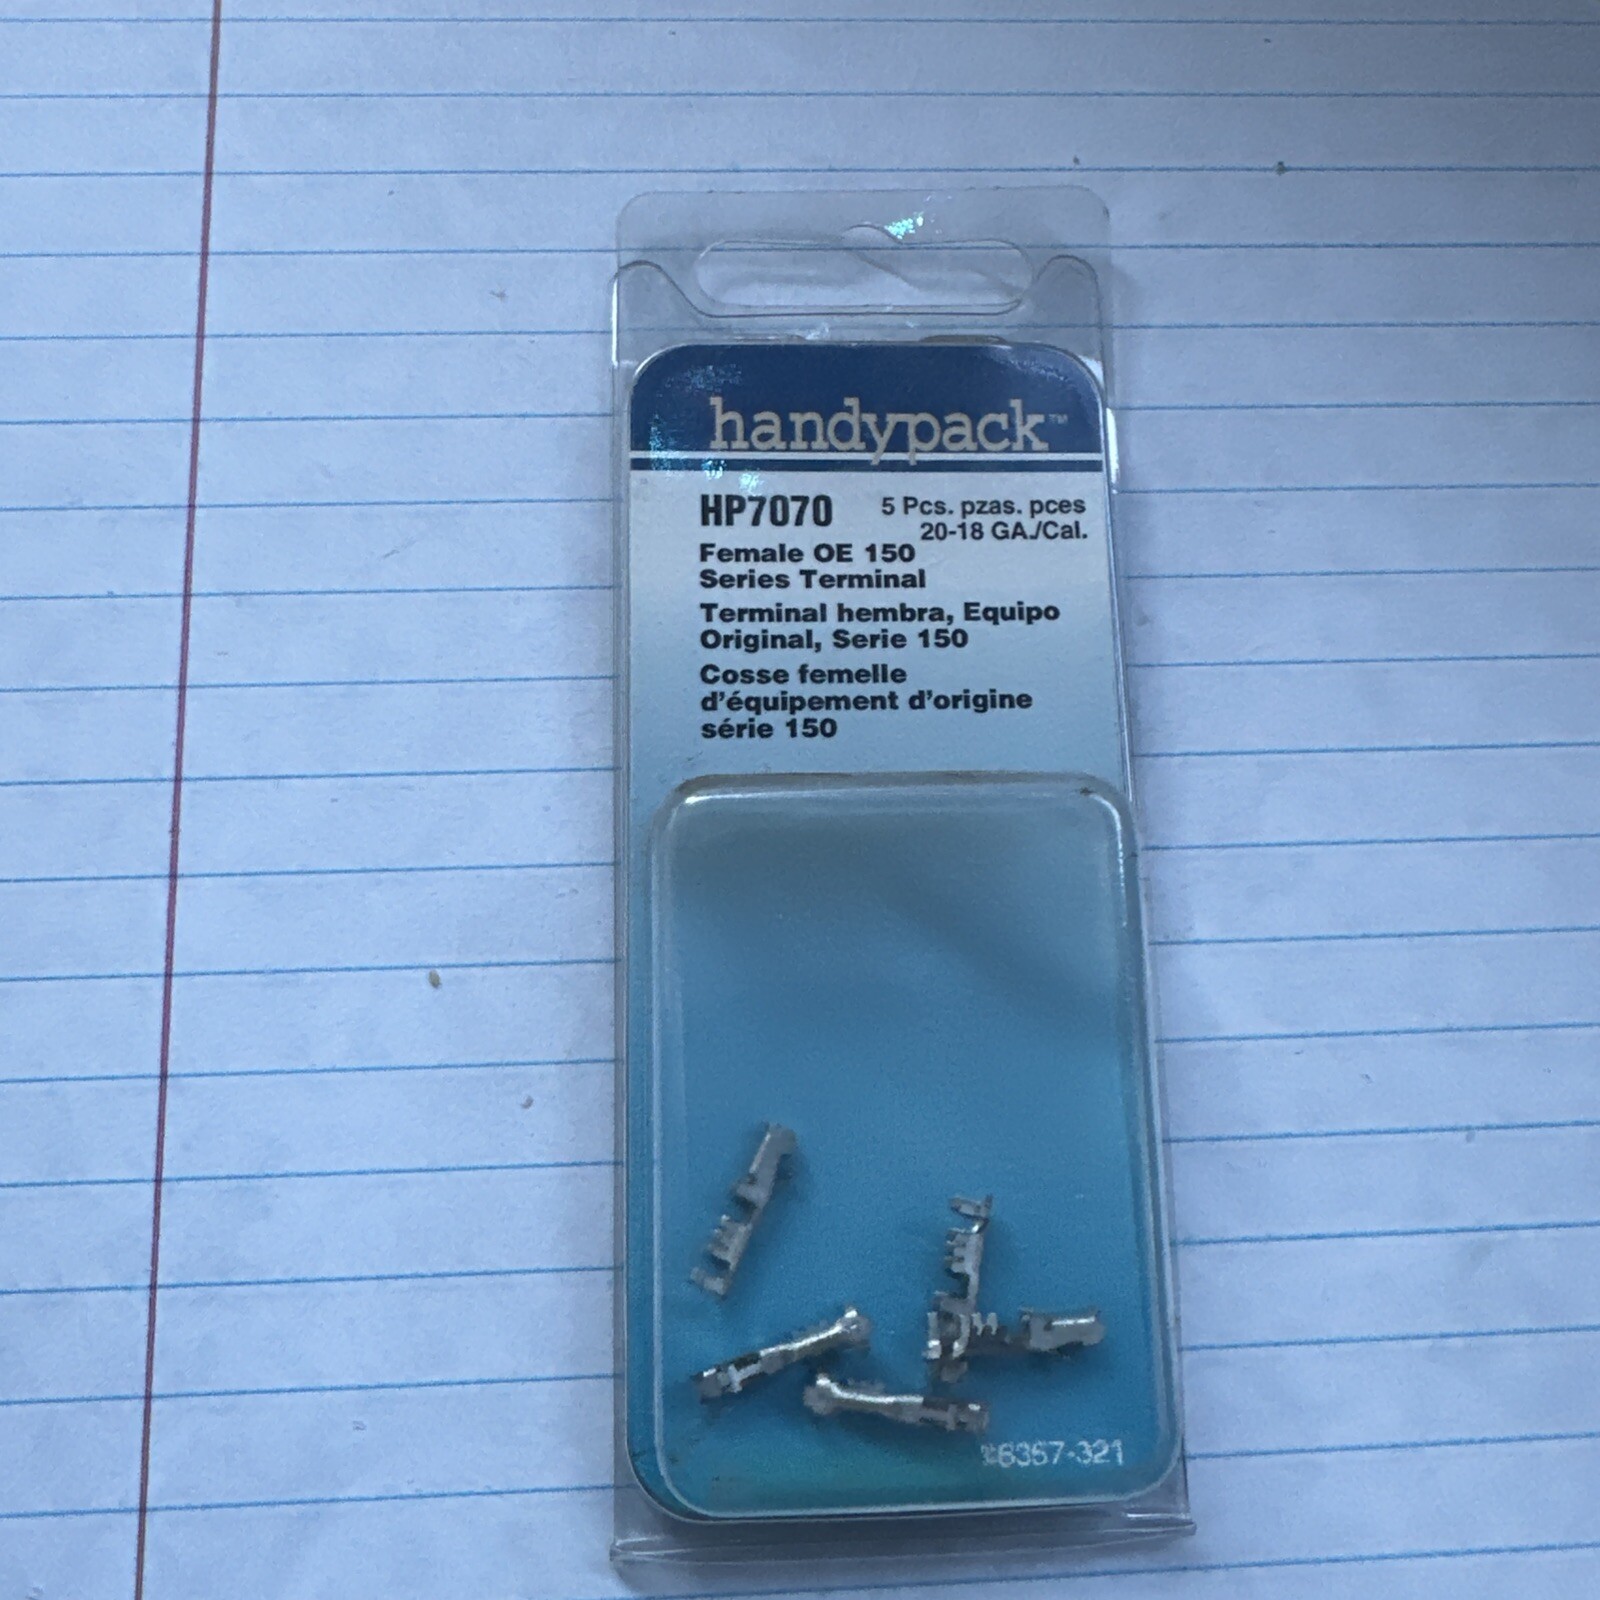 handypack™
HP7070
5 Pcs. pzas. pces
20-18 GA./Cal.
Female OE 150
Series Terminal
Terminal hembra, Equipo
Original, Serie 150
Cosse femelle
d'équipement d'origine
série 150
6357-321